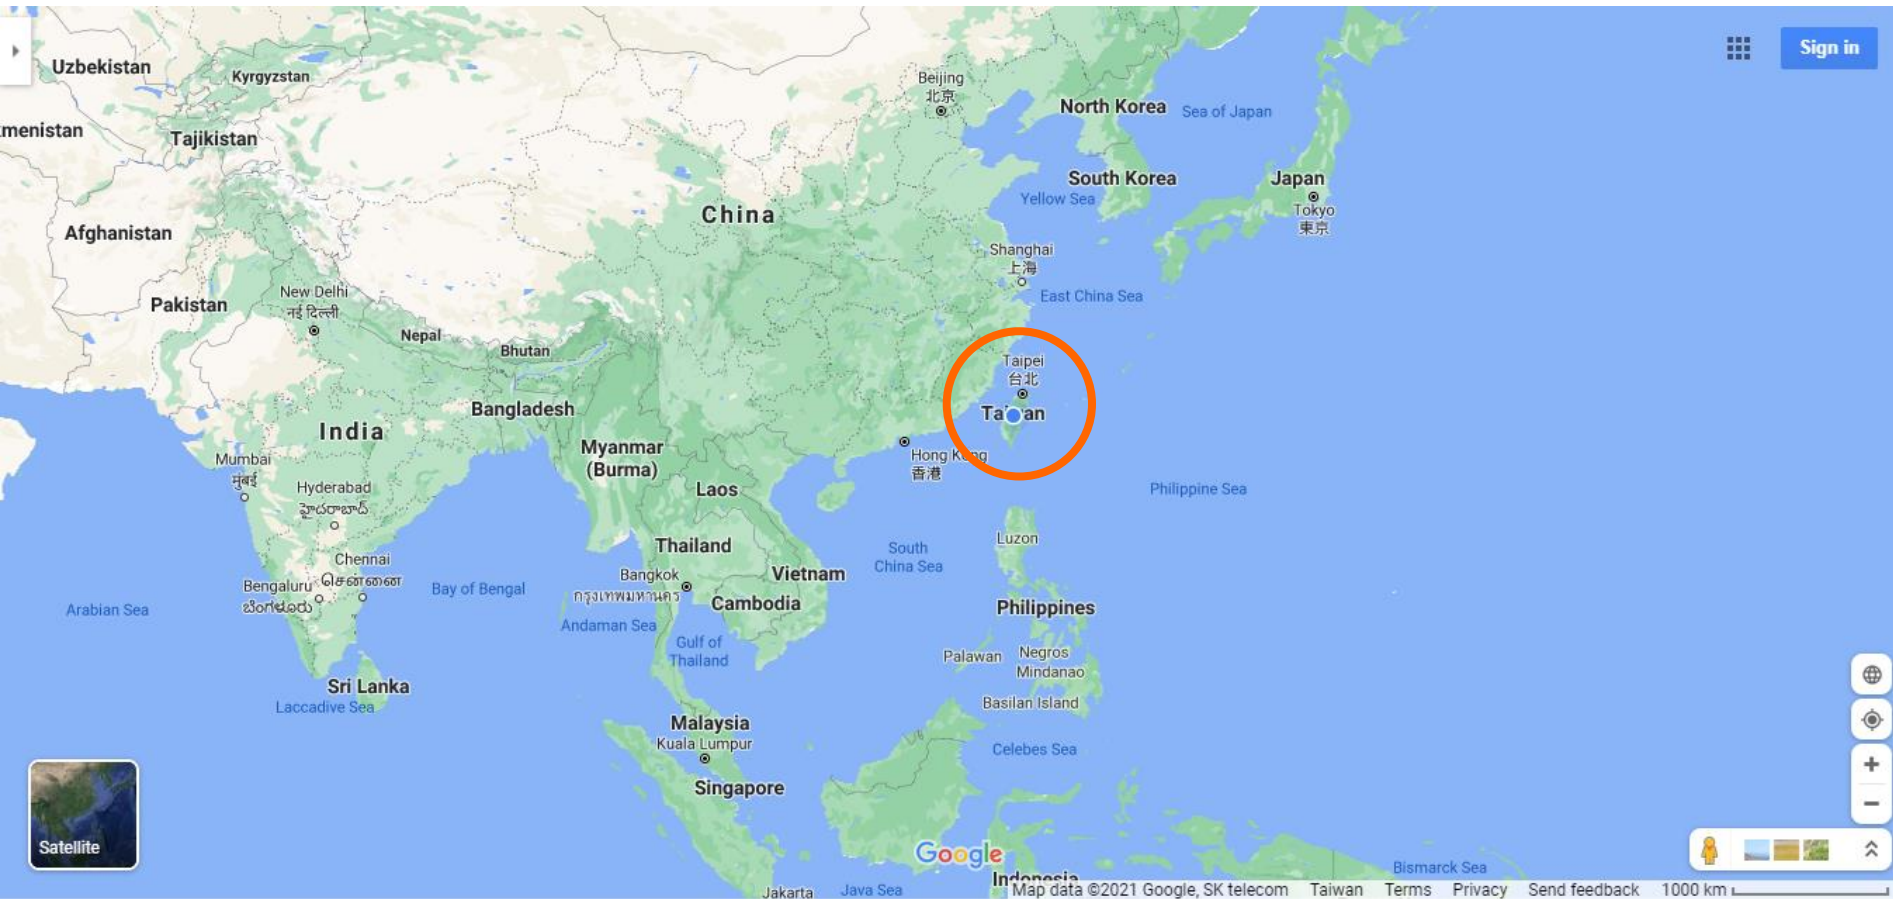 Sign in
Uzbekistan
Kyrgyzstan
Beijing
北京
North Korea
Sea of Japan
Tajikistan
South Korea
Japan
Yellow Sea
Tokyo
東京
China
Afghanistan
Shanghai
上海
East China Sea
Pakistan
New Delhi
नई दिल्ली
Nepal
Bhutan
Taipei
台北
Bangladesh
India
Myanmar
(Burma)
Hong Kong
香港
Mumbai
मुंबई
Hyderabad
హైదరాబాద్
Laos
Philippine Sea
Luzon
Thailand
South
China Sea
Chennai
சென்னை
Bengaluru
ಬೆಂಗಳೂರು
Bay of Bengal
Bangkok
กรุงเทพมหานคร
Vietnam
Cambodia
Arabian Sea
Andaman Sea
Philippines
Gulf of
Thailand
Palawan
Negros
Mindanao
Sri Lanka
Laccadive Sea
Basilan Island
Malaysia
Kuala Lumpur
Celebes Sea
Singapore
Satellite
Google
Indonesia
Bismarck Sea
Jakarta
Java Sea
Map data ©2021 Google, SK telecom Taiwan Terms Privacy Send feedback 1000 km